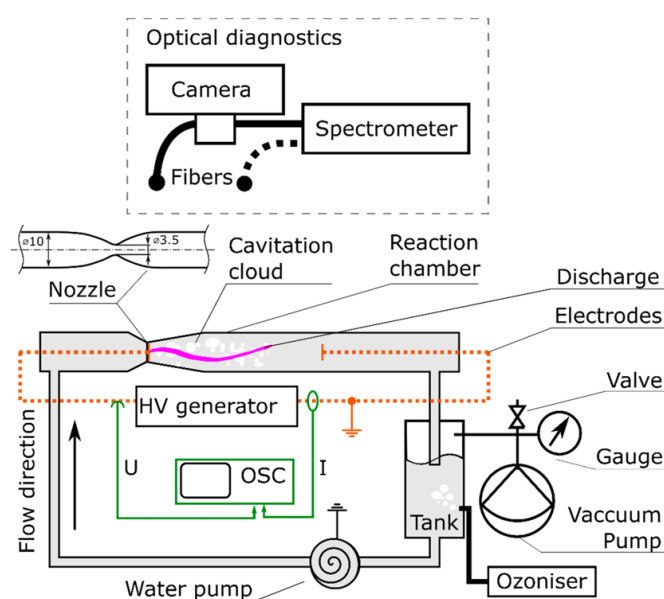 Optical diagnostics
Camera
Spectrometer
Fibers
⌀10
⌀3.5
Cavitation
cloud
Reaction
chamber
Nozzle
Discharge
Electrodes
HV generator
Valve
Flow direction
U
OSC
I
Gauge
Tank
Vaccuum
Pump
Water pump
Ozoniser